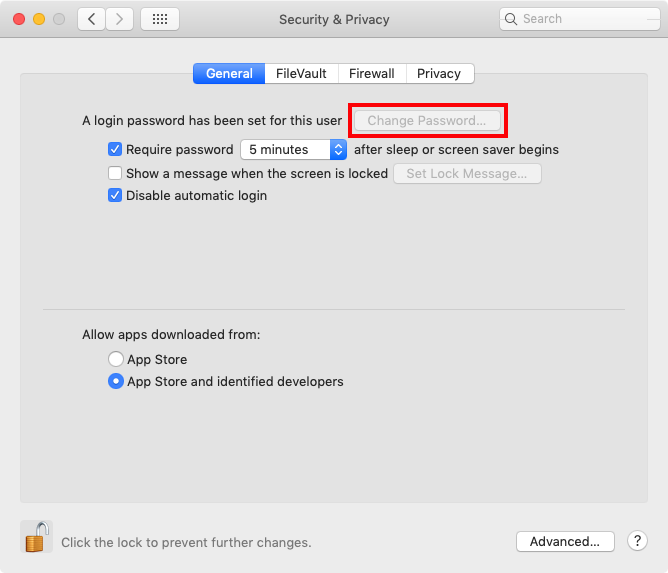 Security & Privacy
Search
General FileVault Firewall Privacy
A login password has been set for this user Change Password...
Require password 5 minutes after sleep or screen saver begins
Show a message when the screen is locked Set Lock Message...
Disable automatic login
Allow apps downloaded from:
App Store
App Store and identified developers
Click the lock to prevent further changes.
Advanced...
?